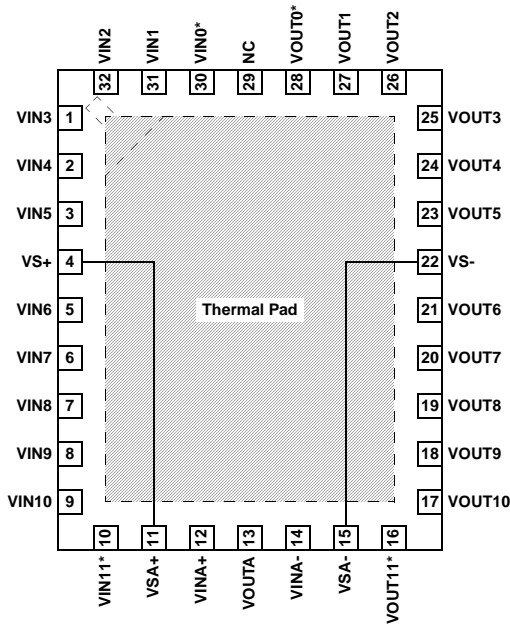 VIN2
VIN1
VIN0*
NC
VOUT0*
VOUT1
VOUT2
32
31
30
29
28
27
26
VIN3 1
25 VOUT3
VIN4 2
24 VOUT4
VIN5 3
23 VOUT5
VS+ 4
22 VS-
VIN6 5
Thermal Pad
21 VOUT6
VIN7 6
20 VOUT7
VIN8 7
19 VOUT8
VIN9 8
18 VOUT9
VIN10 9
17 VOUT10
10
11
12
13
14
15
16
VIN11*
VSA+
VINA+
VOUTA
VINA-
VSA-
VOUT11*